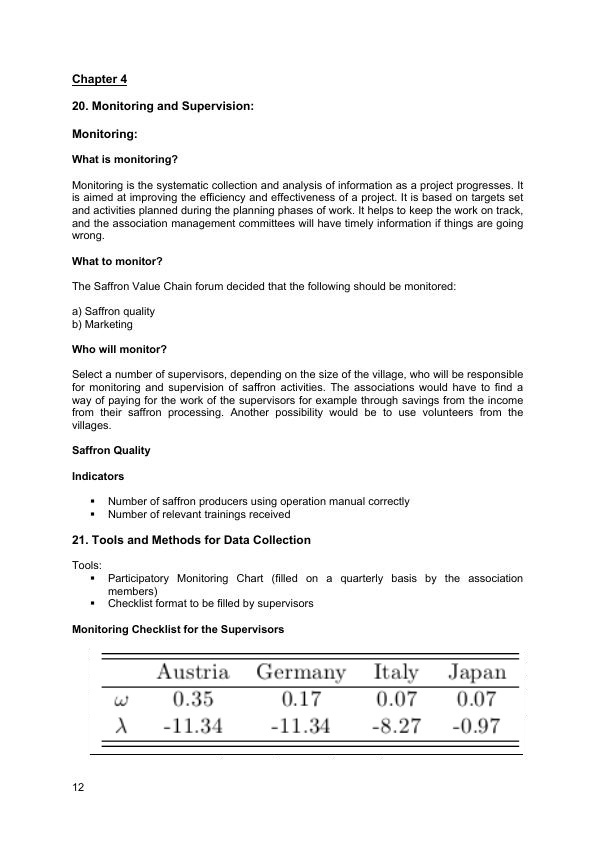 Chapter 4
20. Monitoring and Supervision:
Monitoring:
What is monitoring?
Monitoring is the systematic collection and analysis of information as a project progresses. It
is aimed at improving the efficiency and effectiveness of a project. It is based on targets set
and activities planned during the planning phases of work. It helps to keep the work on track,
and the association management committees will have timely information if things are going
wrong.
What to monitor?
The Saffron Value Chain forum decided that the following should be monitored:
a) Saffron quality
b) Marketing
Who will monitor?
Select a number of supervisors, depending on the size of the village, who will be responsible
for monitoring and supervision of saffron activities. The associations would have to find a
way of paying for the work of the supervisors for example through savings from the income
from their saffron processing. Another possibility would be to use volunteers from the
villages.
Saffron Quality
Indicators
▪ Number of saffron producers using operation manual correctly
▪ Number of relevant trainings received
21. Tools and Methods for Data Collection
Tools:
▪ Participatory Monitoring Chart (filled on a quarterly basis by the association
members)
▪ Checklist format to be filled by supervisors
Monitoring Checklist for the Supervisors
Austria Germany Italy Japan
ω 0.35 0.17 0.07 0.07
λ -11.34 -11.34 -8.27 -0.97
12